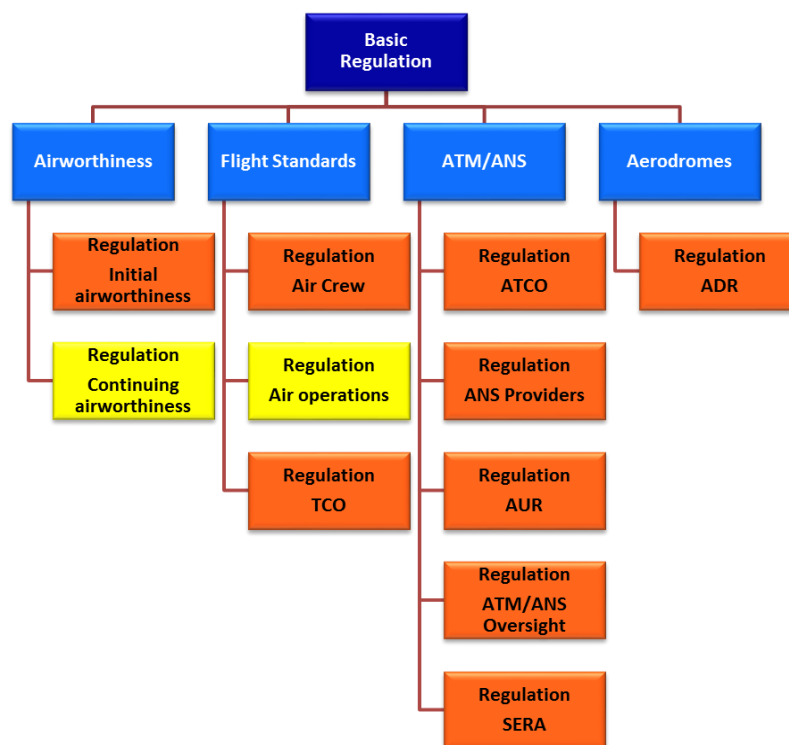 Basic
Regulation
Airworthiness
Flight Standards
ATM/ANS
Aerodromes
Regulation
Initial
airworthiness
Regulation
Air Crew
Regulation
ATCO
Regulation
ADR
Regulation
Continuing
airworthiness
Regulation
Air operations
Regulation
ANS Providers
Regulation
TCO
Regulation
AUR
Regulation
ATM/ANS
Oversight
Regulation
SERA